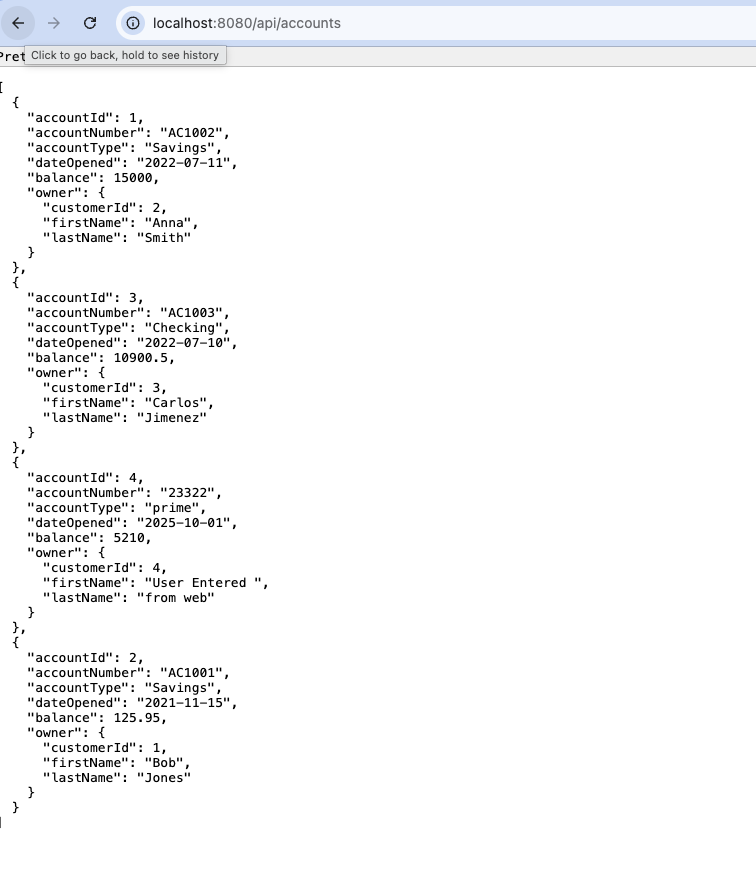 localhost:8080/api/accounts
Pret
Click to go back, hold to see history
[
  {
    "accountId": 1,
    "accountNumber": "AC1002",
    "accountType": "Savings",
    "dateOpened": "2022-07-11",
    "balance": 15000,
    "owner": {
      "customerId": 2,
      "firstName": "Anna",
      "lastName": "Smith"
    }
  },
  {
    "accountId": 3,
    "accountNumber": "AC1003",
    "accountType": "Checking",
    "dateOpened": "2022-07-10",
    "balance": 10900.5,
    "owner": {
      "customerId": 3,
      "firstName": "Carlos",
      "lastName": "Jimenez"
    }
  },
  {
    "accountId": 4,
    "accountNumber": "23322",
    "accountType": "prime",
    "dateOpened": "2025-10-01",
    "balance": 5210,
    "owner": {
      "customerId": 4,
      "firstName": "User Entered ",
      "lastName": "from web"
    }
  },
  {
    "accountId": 2,
    "accountNumber": "AC1001",
    "accountType": "Savings",
    "dateOpened": "2021-11-15",
    "balance": 125.95,
    "owner": {
      "customerId": 1,
      "firstName": "Bob",
      "lastName": "Jones"
    }
  }
]